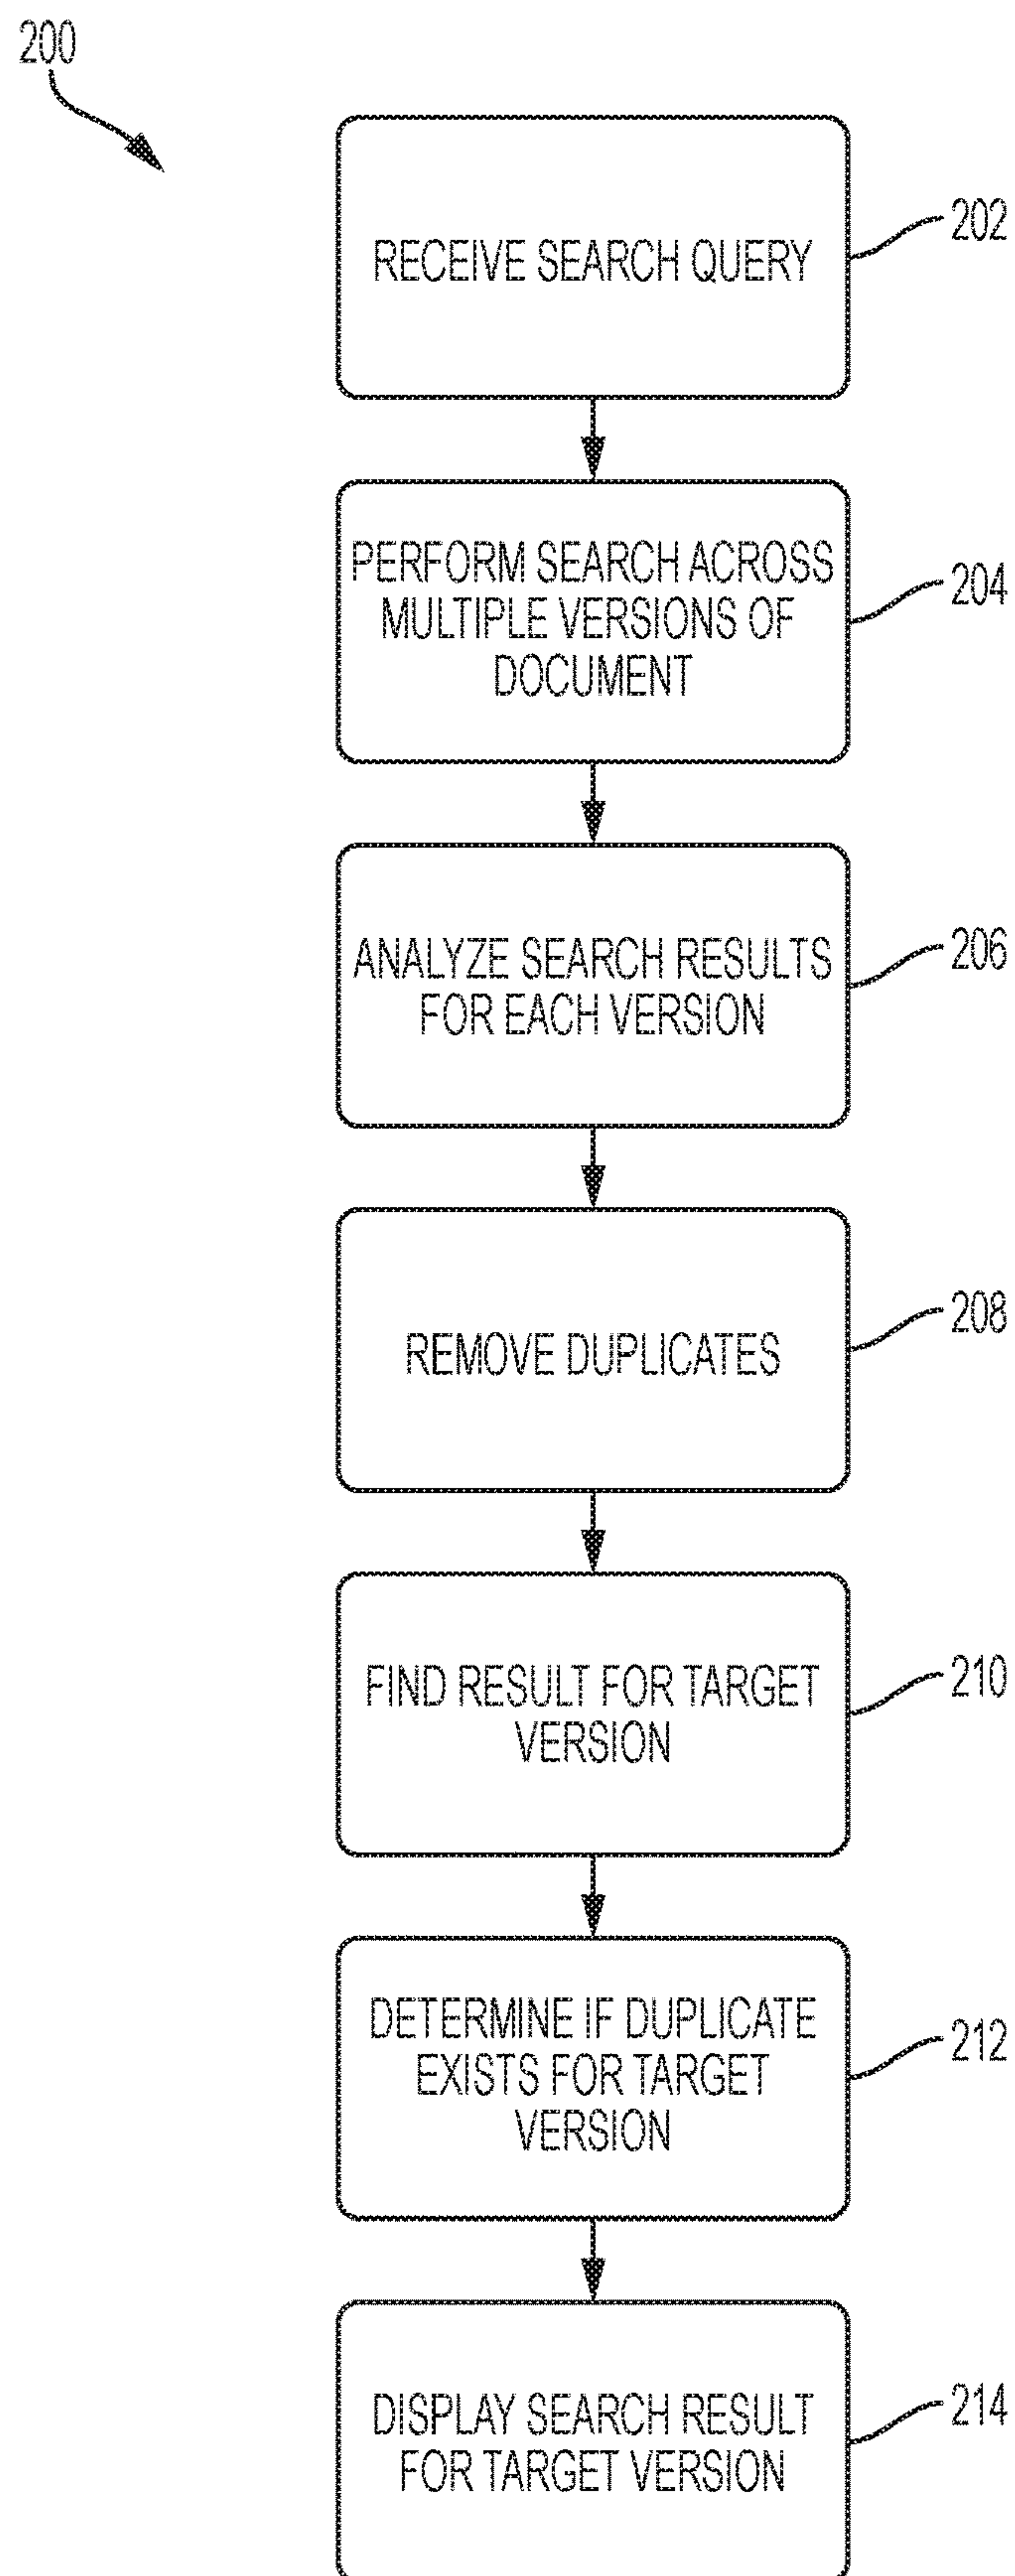 200
RECEIVE SEARCH QUERY
202
PERFORM SEARCH ACROSS
MULTIPLE VERSIONS OF
DOCUMENT
204
ANALYZE SEARCH RESULTS
FOR EACH VERSION
206
REMOVE DUPLICATES
208
FIND RESULT FOR TARGET
VERSION
210
DETERMINE IF DUPLICATE
EXISTS FOR TARGET
VERSION
212
DISPLAY SEARCH RESULT
FOR TARGET VERSION
214